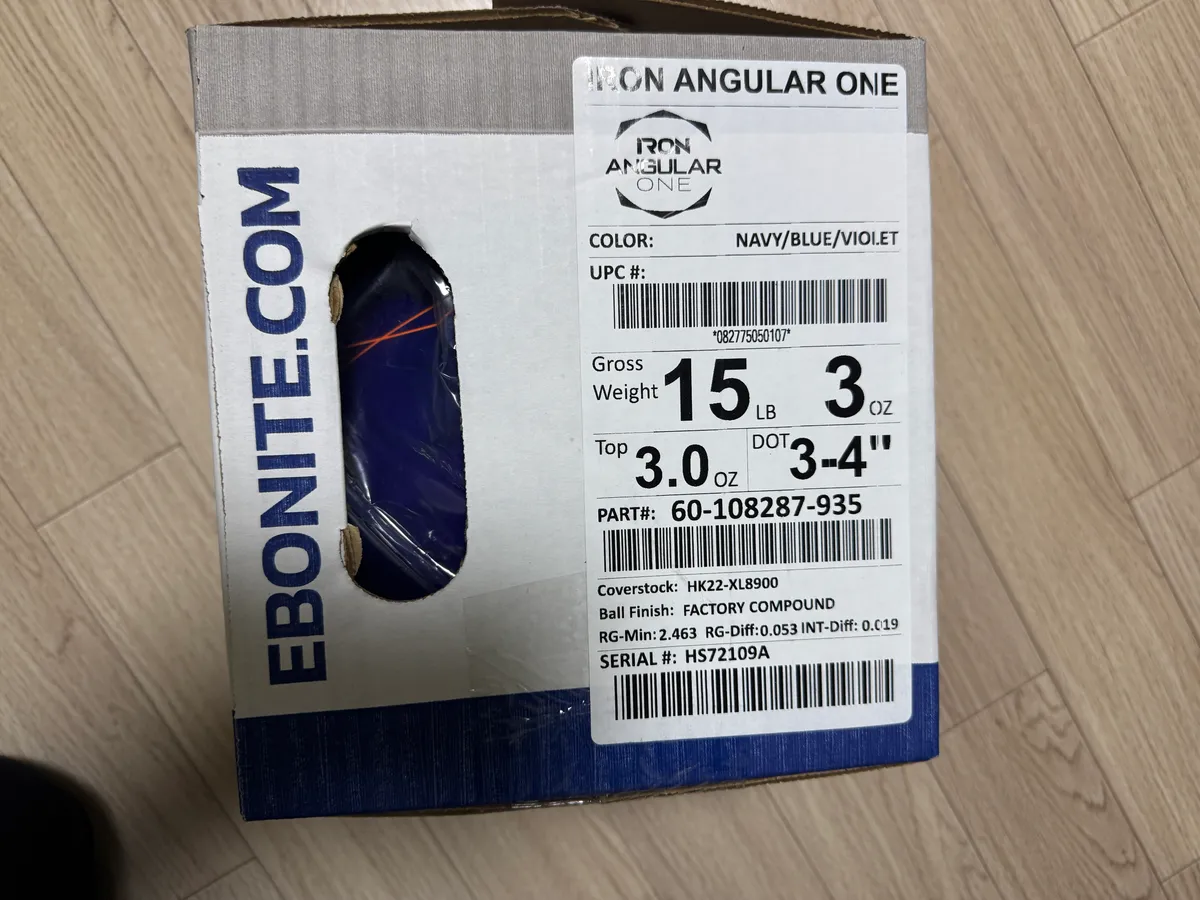 EBONITE.COM
IRON ANGULAR ONE
IRON
ANGULAR
ONE
COLOR: NAVY/BLUE/VIOLET
UPC #:
*082775050107*
Gross
Weight 15 LB 3 OZ
Top 3.0 OZ DOT 3-4"
PART#: 60-108287-935
Coverstock: HK22-XL8900
Ball Finish: FACTORY COMPOUND
RG-Min: 2.463 RG-Diff: 0.053 INT-Diff: 0.019
SERIAL #: HS72109A